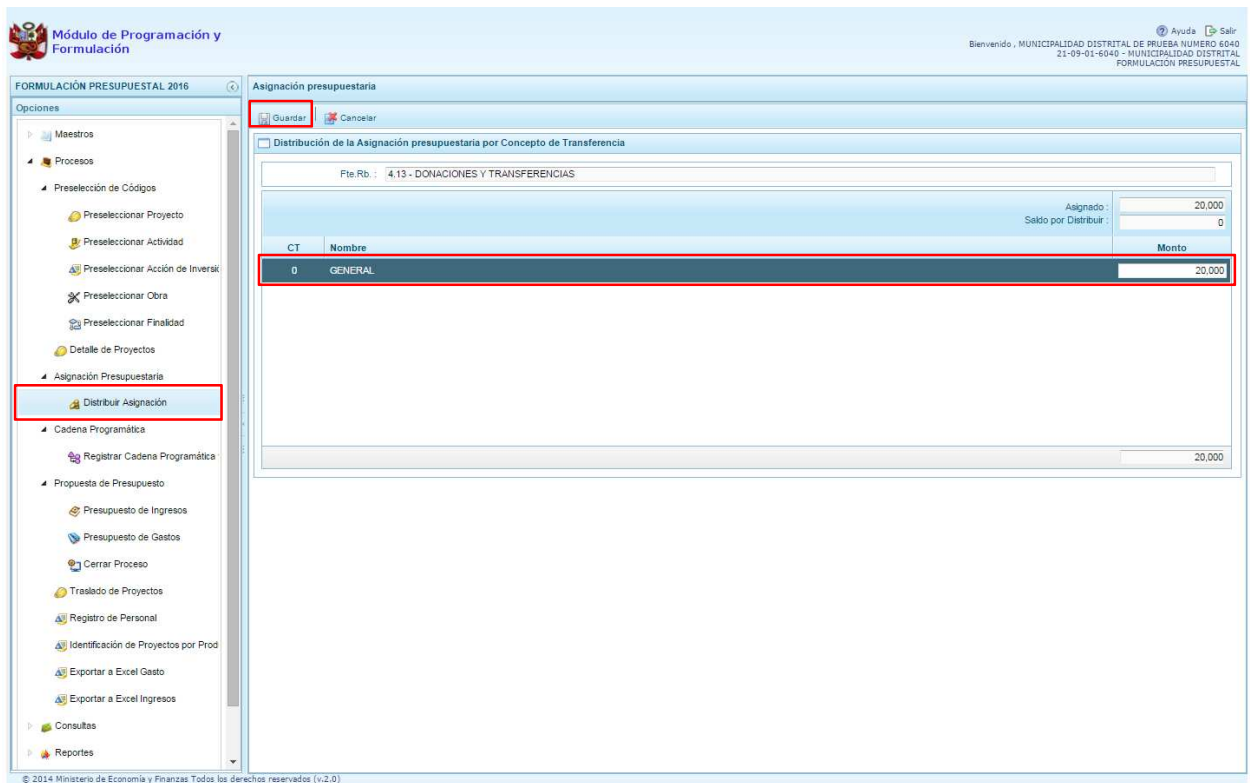 Módulo de Programación y
Formulación
Ayuda Salir
Bienvenido , MUNICIPALIDAD DISTRITAL DE PRUEBA NUMERO 6040
21-09-01-6040 - MUNICIPALIDAD DISTRITAL
FORMULACIÓN PRESUPUESTAL
FORMULACIÓN PRESUPUESTAL 2016
Opciones
Maestros
Procesos
Preselección de Códigos
Preseleccionar Proyecto
Preseleccionar Actividad
Preseleccionar Acción de Inversió
Preseleccionar Obra
Preseleccionar Finalidad
Detalle de Proyectos
Asignación Presupuestaria
Distribuir Asignación
Cadena Programática
Registrar Cadena Programática
Propuesta de Presupuesto
Presupuesto de Ingresos
Presupuesto de Gastos
Cerrar Proceso
Traslado de Proyectos
Registro de Personal
Identificación de Proyectos por Prod
Exportar a Excel Gasto
Exportar a Excel Ingresos
Consultas
Reportes
Asignación presupuestaria
Guardar Cancelar
Distribución de la Asignación presupuestaria por Concepto de Transferencia
Fte.Rb. : 4.13 - DONACIONES Y TRANSFERENCIAS
Asignado : 20,000
Saldo por Distribuir : 0
CT Nombre Monto
0 GENERAL 20,000
20,000
© 2014 Ministerio de Economía y Finanzas Todos los derechos reservados (v.2.0)